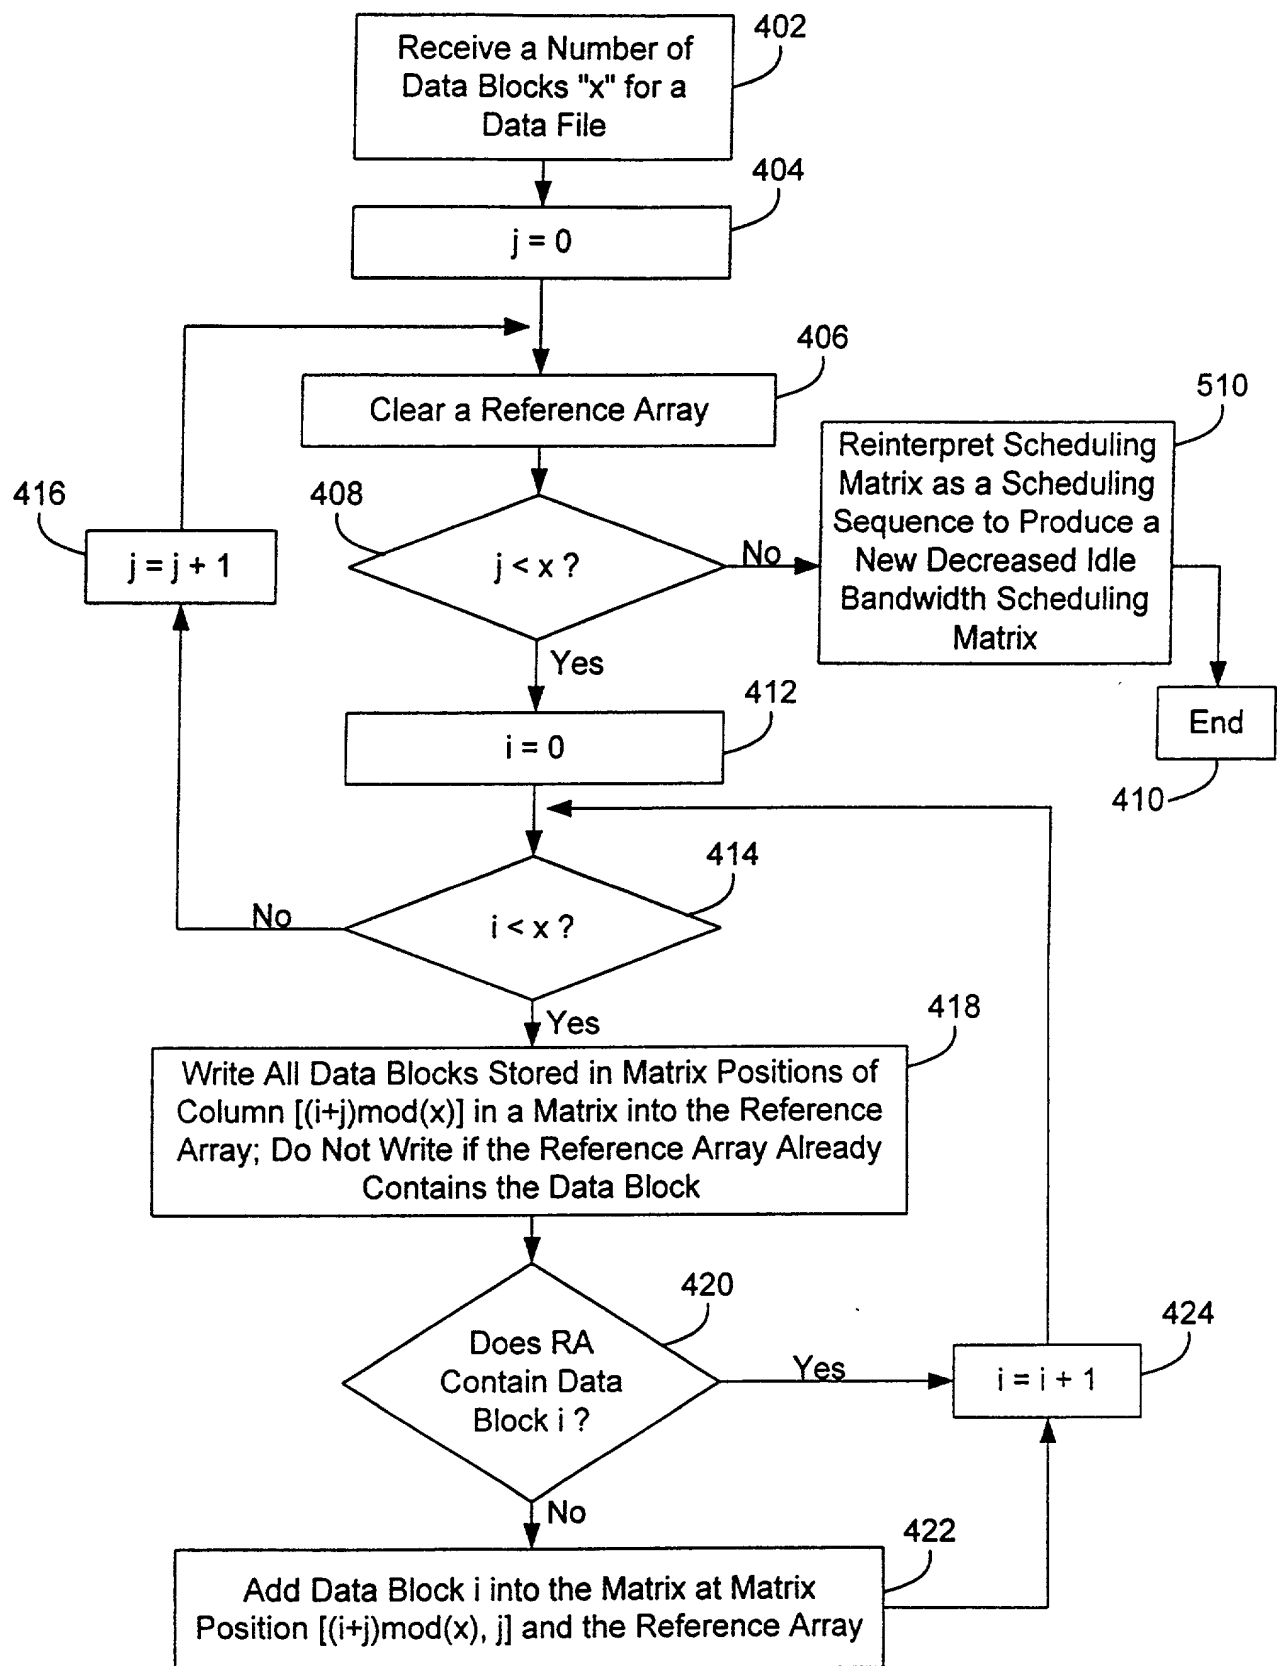 402
Receive a Number of
Data Blocks "x" for a
Data File
404
j = 0
406
Clear a Reference Array
510
Reinterpret Scheduling
Matrix as a Scheduling
Sequence to Produce a
New Decreased Idle
Bandwidth Scheduling
Matrix
416
j = j + 1
408
j < x ?
No
Yes
412
i = 0
End
410
414
i < x ?
No
Yes
418
Write All Data Blocks Stored in Matrix Positions of
Column [(i+j)mod(x)] in a Matrix into the Reference
Array; Do Not Write if the Reference Array Already
Contains the Data Block
420
Does RA
Contain Data
Block i ?
Yes
424
i = i + 1
No
422
Add Data Block i into the Matrix at Matrix
Position [(i+j)mod(x), j] and the Reference Array